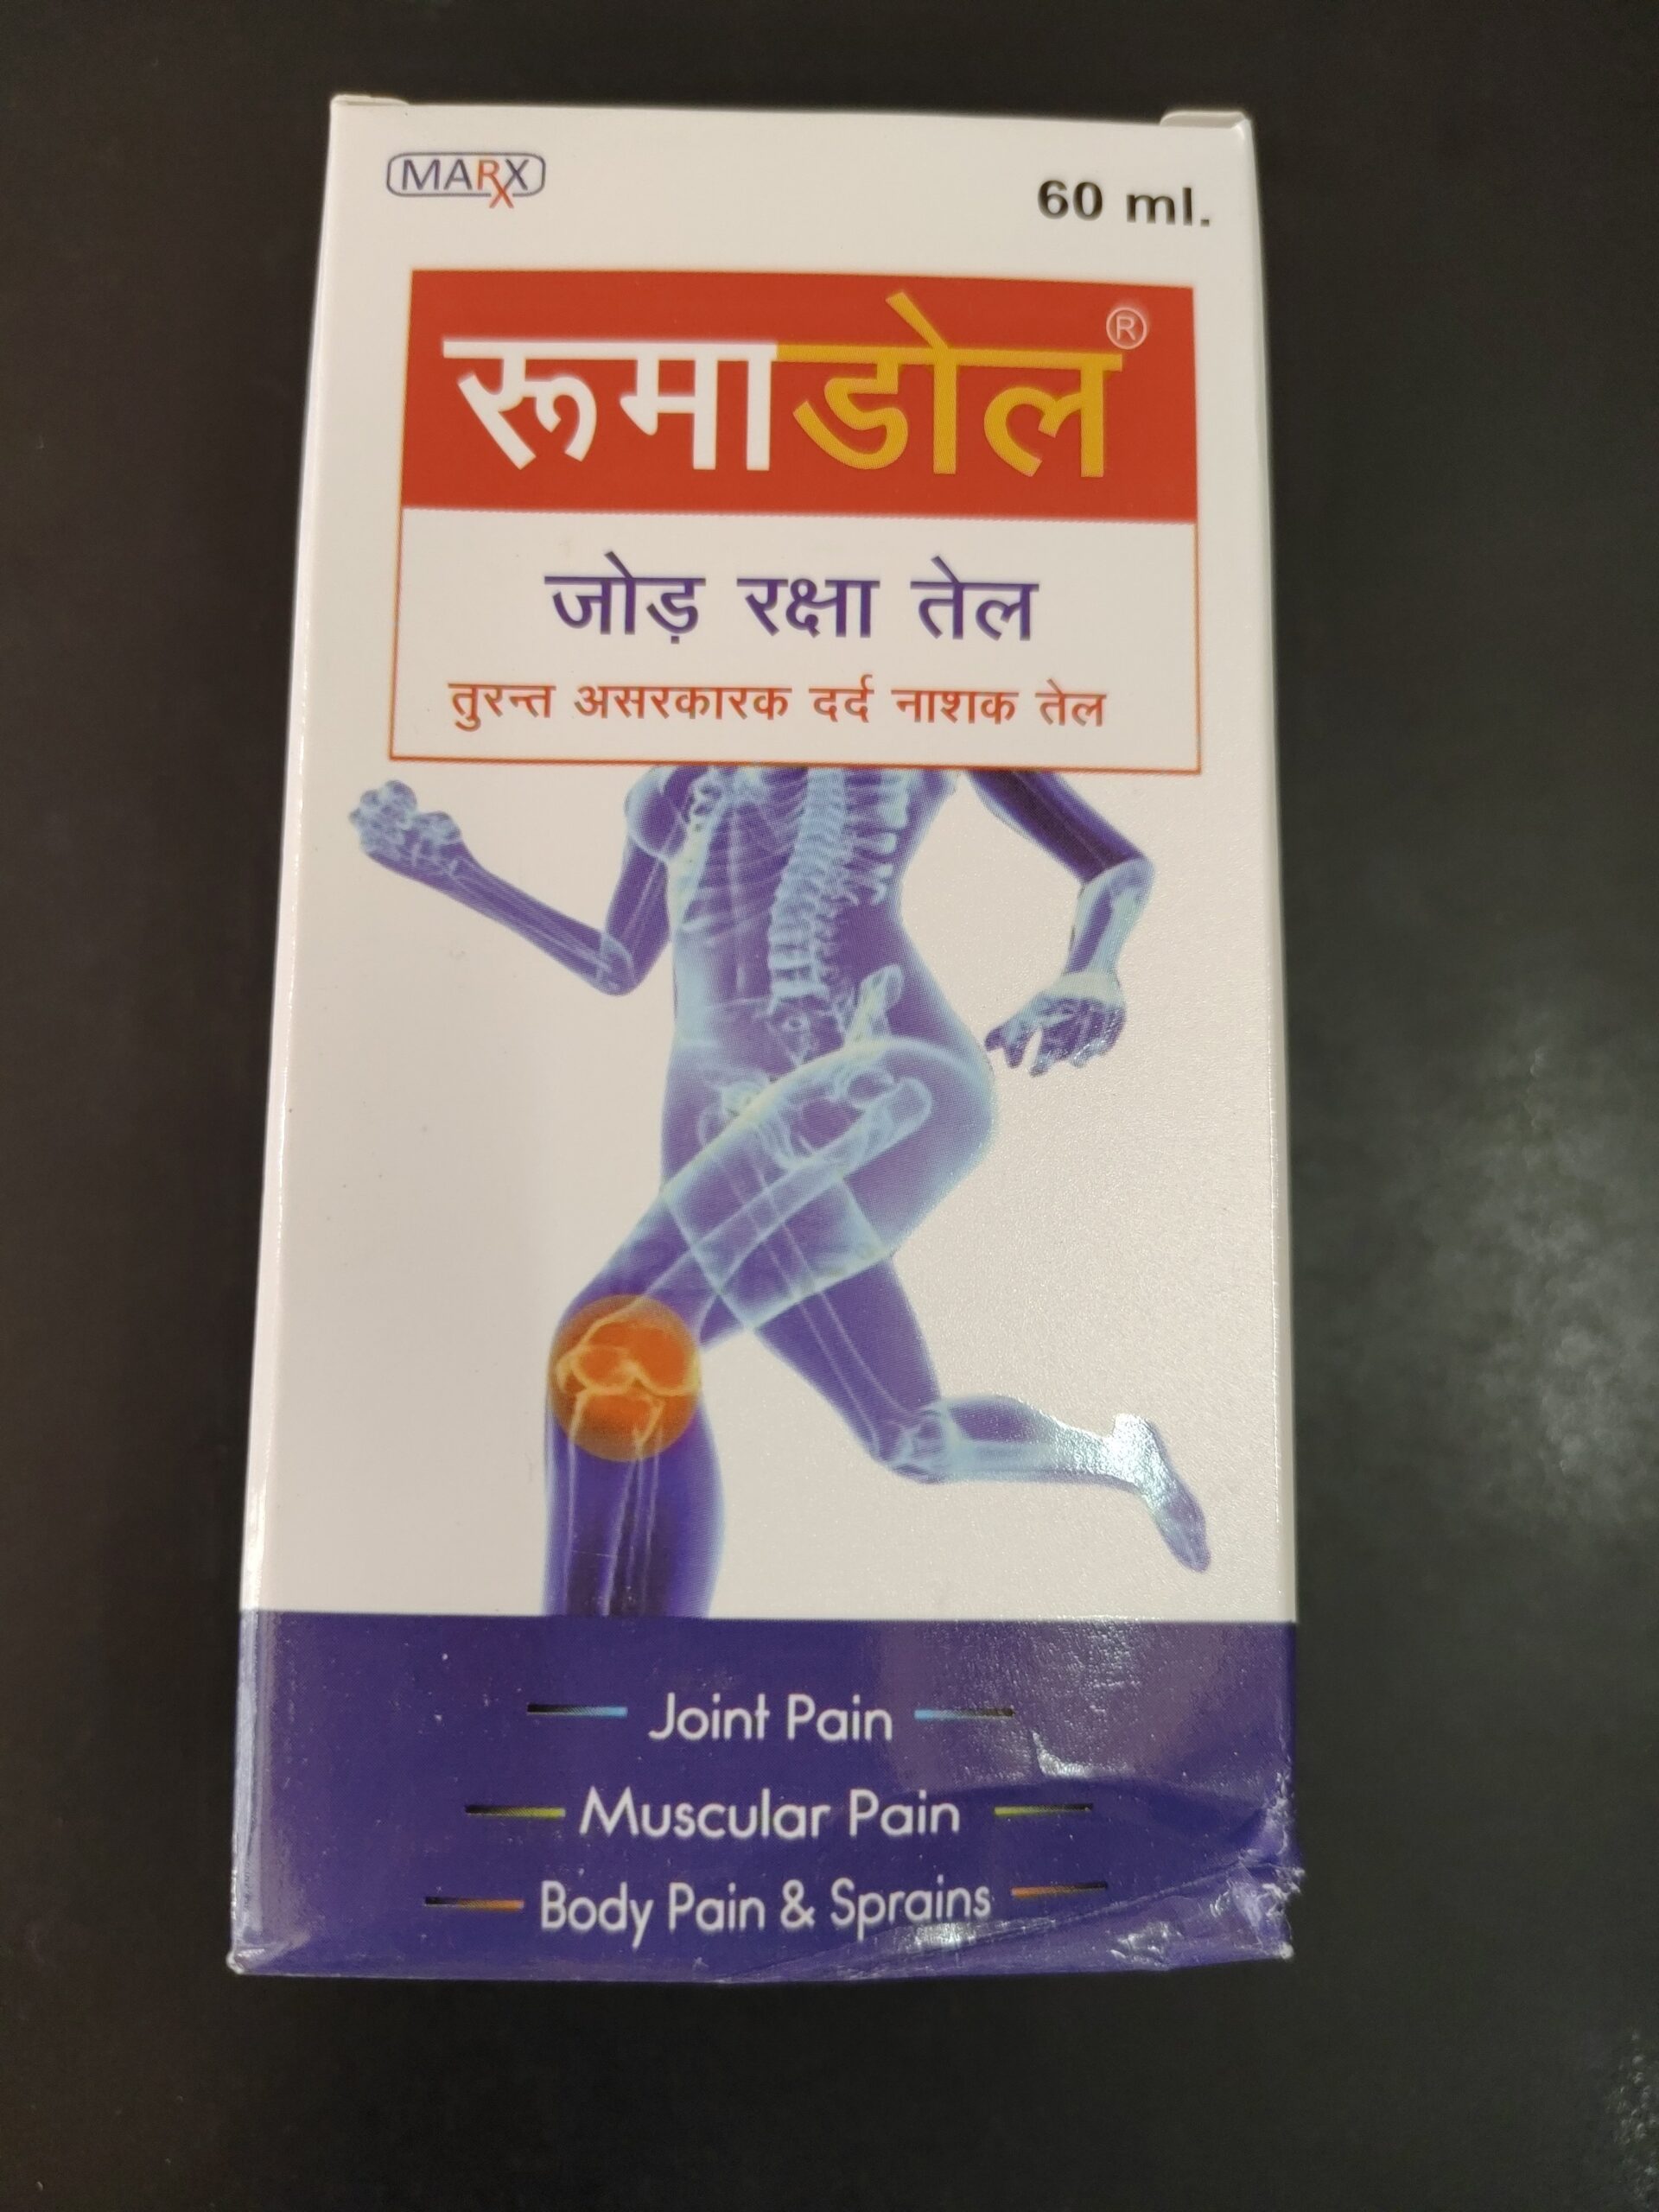 MARX
60 ml.
रूमाडोल®
जोड़ रक्षा तेल
तुरन्त असरकारक दर्द नाशक तेल
Joint Pain
Muscular Pain
Body Pain & Sprains